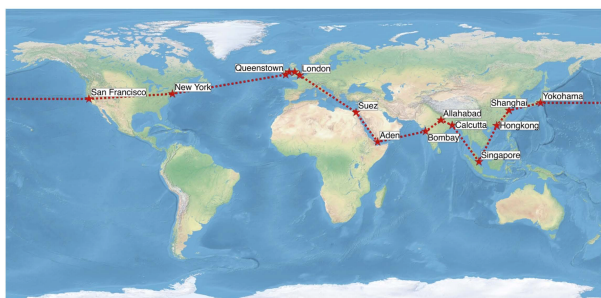 Queenstown
London
San Francisco
New York
Suez
Shanghai
Yokohama
Allahabad
Calcutta
Hongkong
Aden
Bombay
Singapore